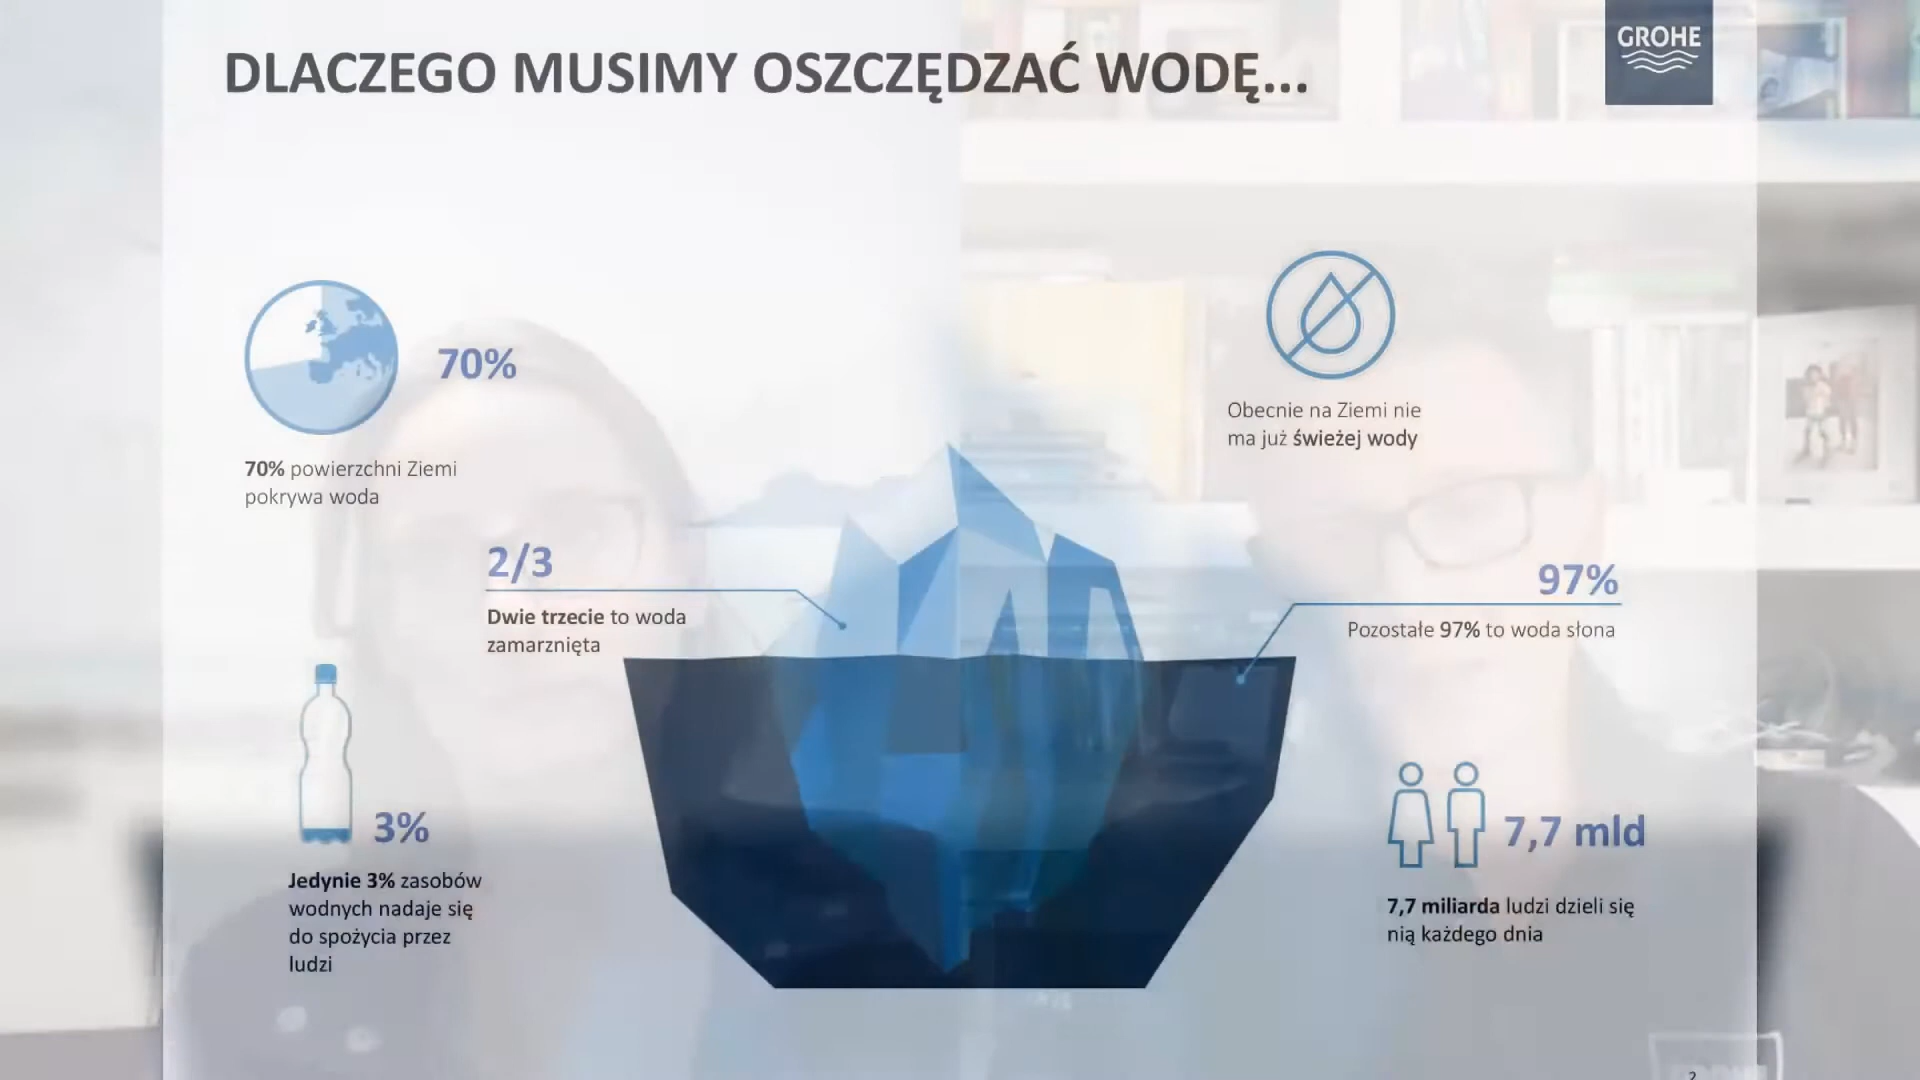 DLACZEGO MUSIMY OSZCZĘDZAĆ WODĘ...
GROHE
70%
70% powierzchni Ziemi
pokrywa woda
Obecnie na Ziemi nie
ma już świeżej wody
2/3
Dwie trzecie to woda
zamarznięta
97%
Pozostałe 97% to woda słona
3%
Jedynie 3% zasobów
wodnych nadaje się
do spożycia przez
ludzi
7,7 mld
7,7 miliarda ludzi dzieli się
nią każdego dnia
2